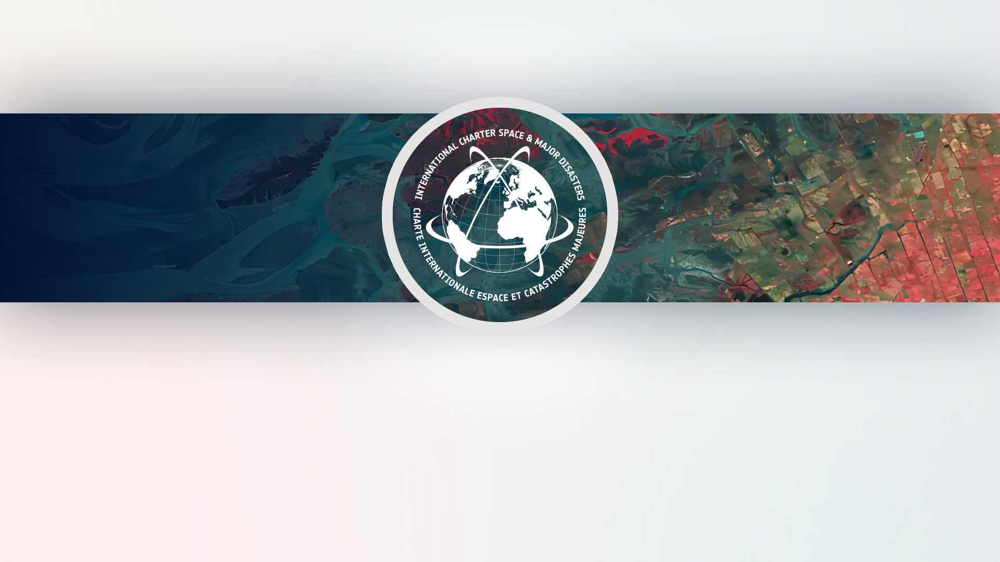 INTERNATIONAL CHARTER SPACE & MAJOR DISASTERS
CHARTE INTERNATIONALE ESPACE ET CATASTROPHES MAJEURES